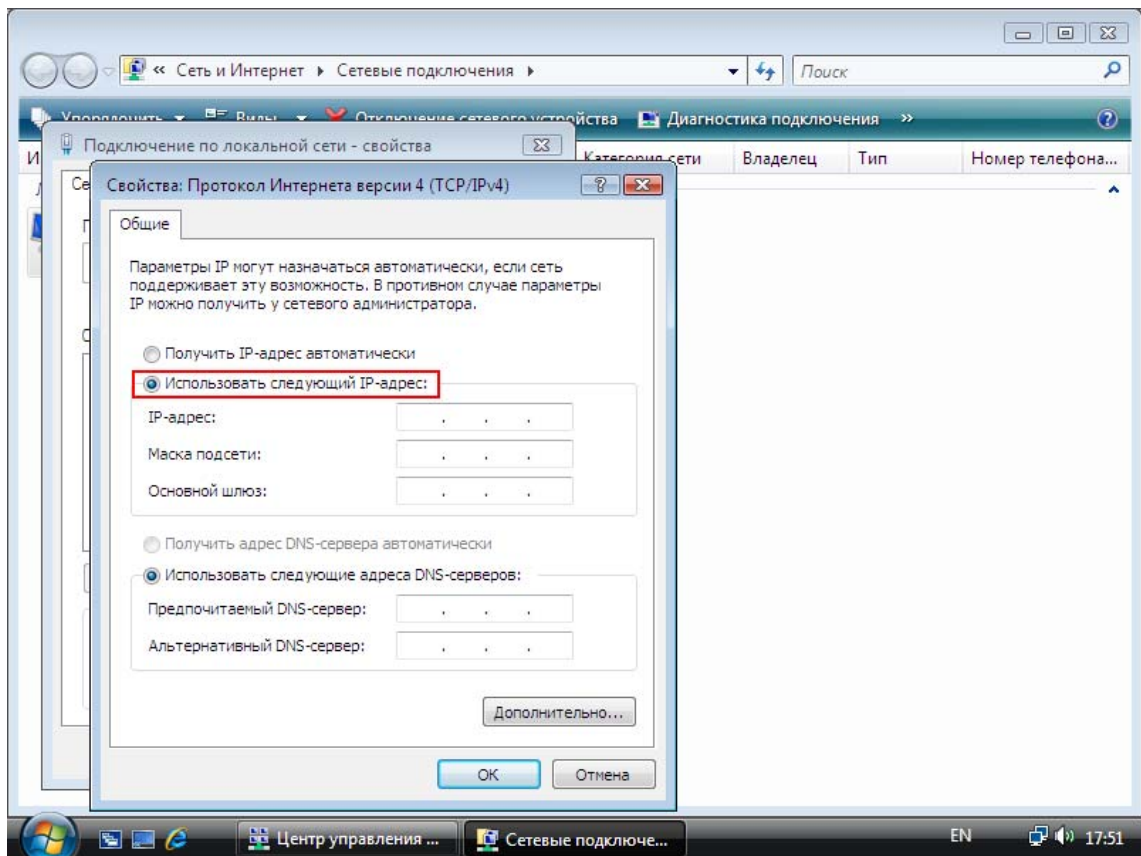 « Сеть и Интернет Сетевые подключения
Поиск
Упорядочить Виды Отключение сетевого устройства Диагностика подключения »
Подключение по локальной сети - свойства
И Категория сети Владелец Тип Номер телефона...
Се
Свойства: Протокол Интернета версии 4 (TCP/IPv4)
Общие
Параметры IP могут назначаться автоматически, если сеть
поддерживает эту возможность. В противном случае параметры
IP можно получить у сетевого администратора.
Получить IP-адрес автоматически
Использовать следующий IP-адрес:
IP-адрес: . . .
Маска подсети: . . .
Основной шлюз: . . .
Получить адрес DNS-сервера автоматически
Использовать следующие адреса DNS-серверов:
Предпочитаемый DNS-сервер: . . .
Альтернативный DNS-сервер: . . .
Дополнительно...
ОК Отмена
Центр управления ... Сетевые подключе... EN 17:51